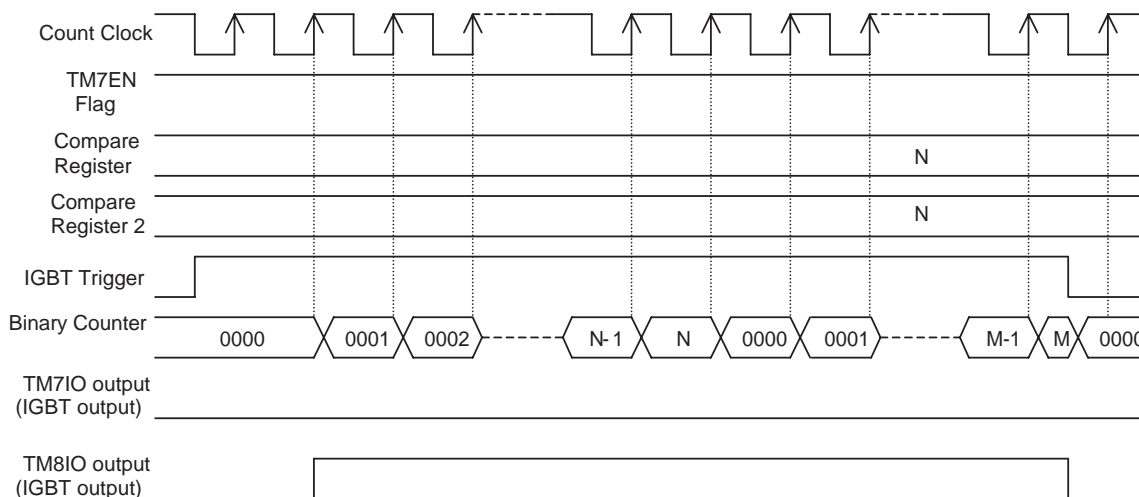 Count Clock
TM7EN
Flag
Compare
Register
N
Compare
Register 2
N
IGBT Trigger
Binary Counter
0000 0001 0002 N-1 N 0000 0001 M-1 M 0000
TM7IO output
(IGBT output)
TM8IO output
(IGBT output)